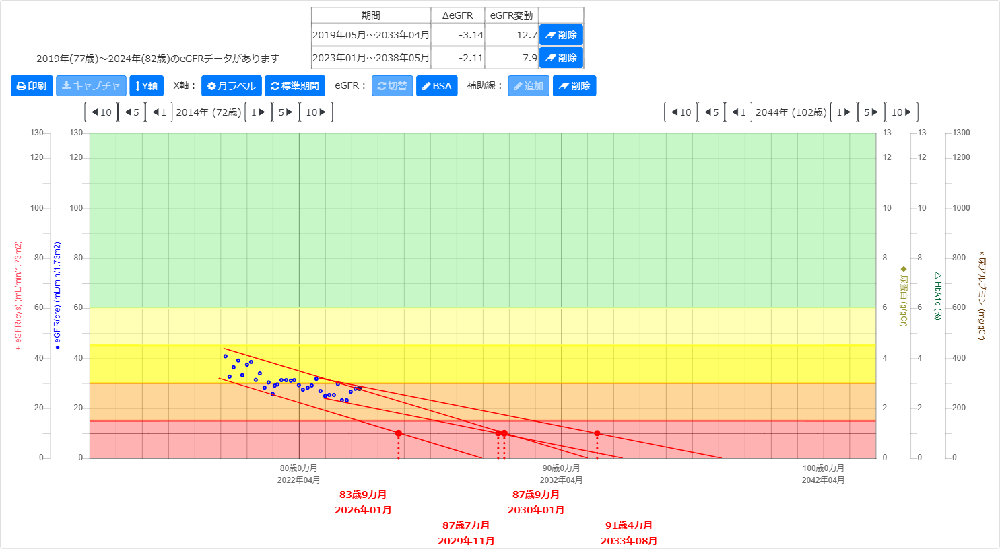 期間 ΔeGFR eGFR変動
2019年05月～2033年04月 -3.14 12.7 削除
2023年01月～2038年05月 -2.11 7.9 削除
2019年(77歳)～2024年(82歳)のeGFRデータがあります
印刷 キャプチャ Y軸 X軸： 月ラベル 標準期間 eGFR： 切替 BSA 補助線： 追加 削除
◀10 ◀5 ◀1 2014年 (72歳) 1▶ 5▶ 10▶ ◀10 ◀5 ◀1 2044年 (102歳) 1▶ 5▶ 10▶
130 130 13 13 1300
120 120 12 12 1200
100 100 10 10 1000
80 80 8 8 800
60 60 6 6 600
40 40 4 4 400
20 20 2 2 200
0 0 0 0 0
+ eGFR(cys) (mL/min/1.73m2)
● eGFR(cre) (mL/min/1.73m2)
◆ 尿蛋白 (g/gCr)
△ HbA1c (%)
× 尿アルブミン (mg/gCr)
80歳0カ月 90歳0カ月 100歳0カ月
2022年04月 2032年04月 2042年04月
83歳9カ月 87歳9カ月
2026年01月 2030年01月
87歳7カ月 91歳4カ月
2029年11月 2033年08月